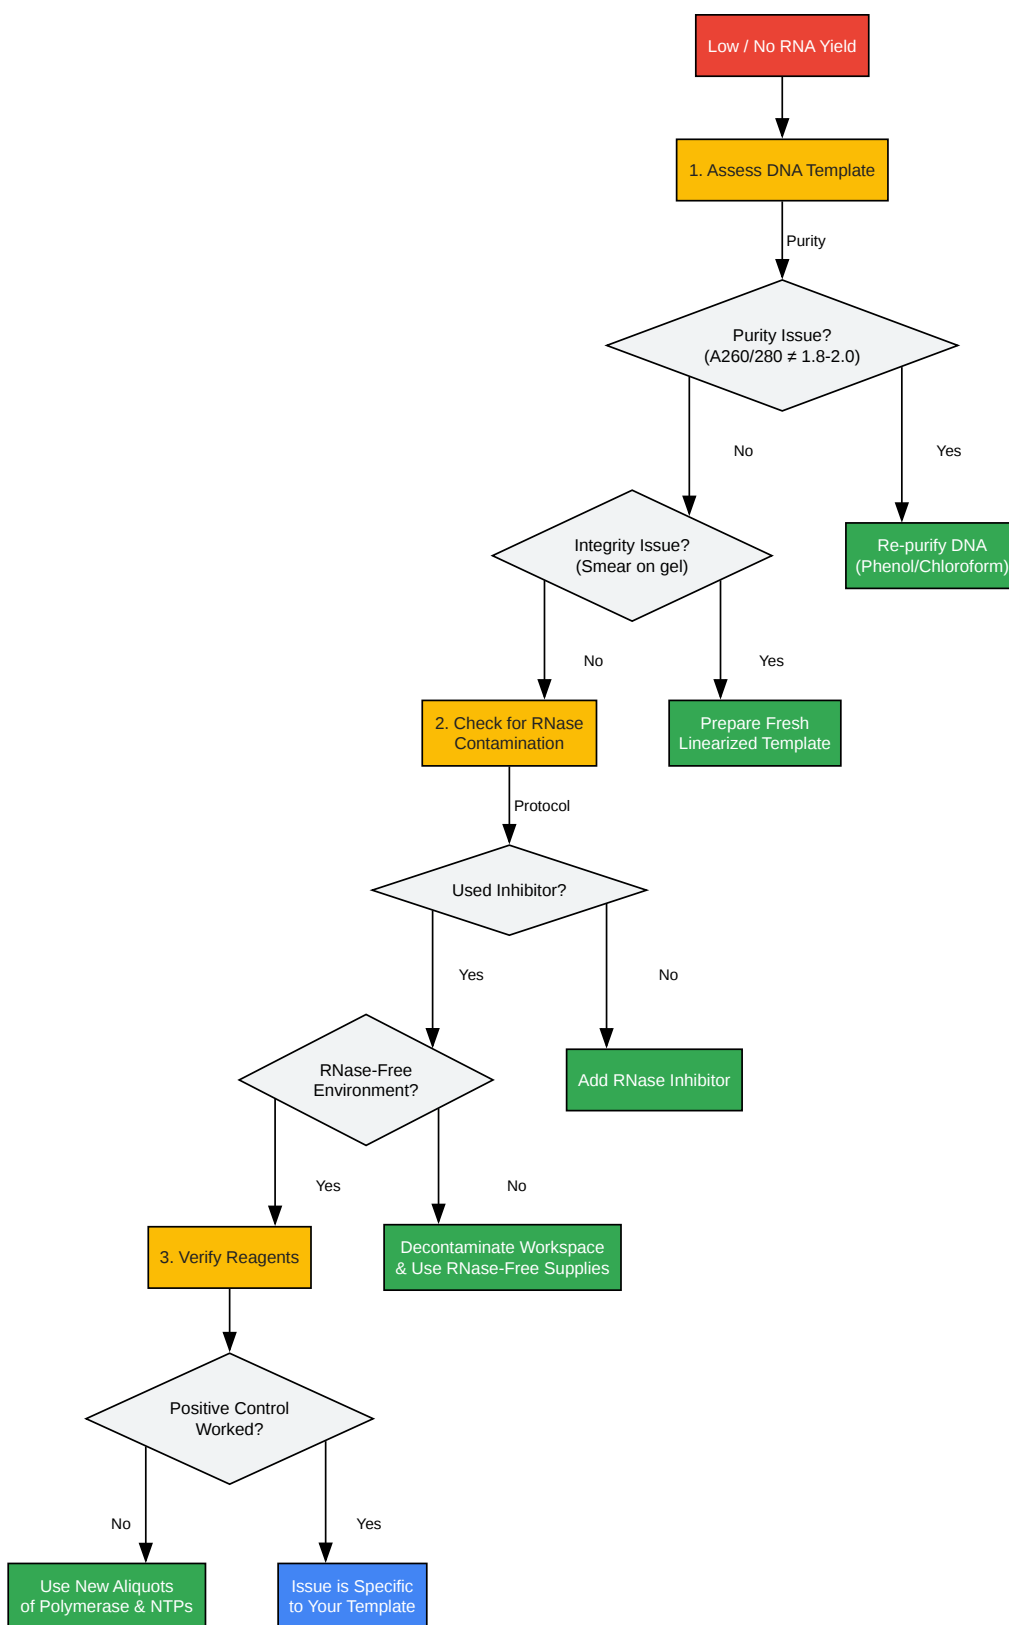 Low / No RNA Yield
1. Assess DNA Template
Purity
Purity Issue?
(A260/280 ≠ 1.8-2.0)
No
Yes
Integrity Issue?
(Smear on gel)
Re-purify DNA
(Phenol/Chloroform)
No
Yes
2. Check for RNase
Contamination
Prepare Fresh
Linearized Template
Protocol
Used Inhibitor?
Yes
No
RNase-Free
Environment?
Add RNase Inhibitor
Yes
No
3. Verify Reagents
Decontaminate Workspace
& Use RNase-Free Supplies
Positive Control
Worked?
No
Yes
Use New Aliquots
of Polymerase & NTPs
Issue is Specific
to Your Template